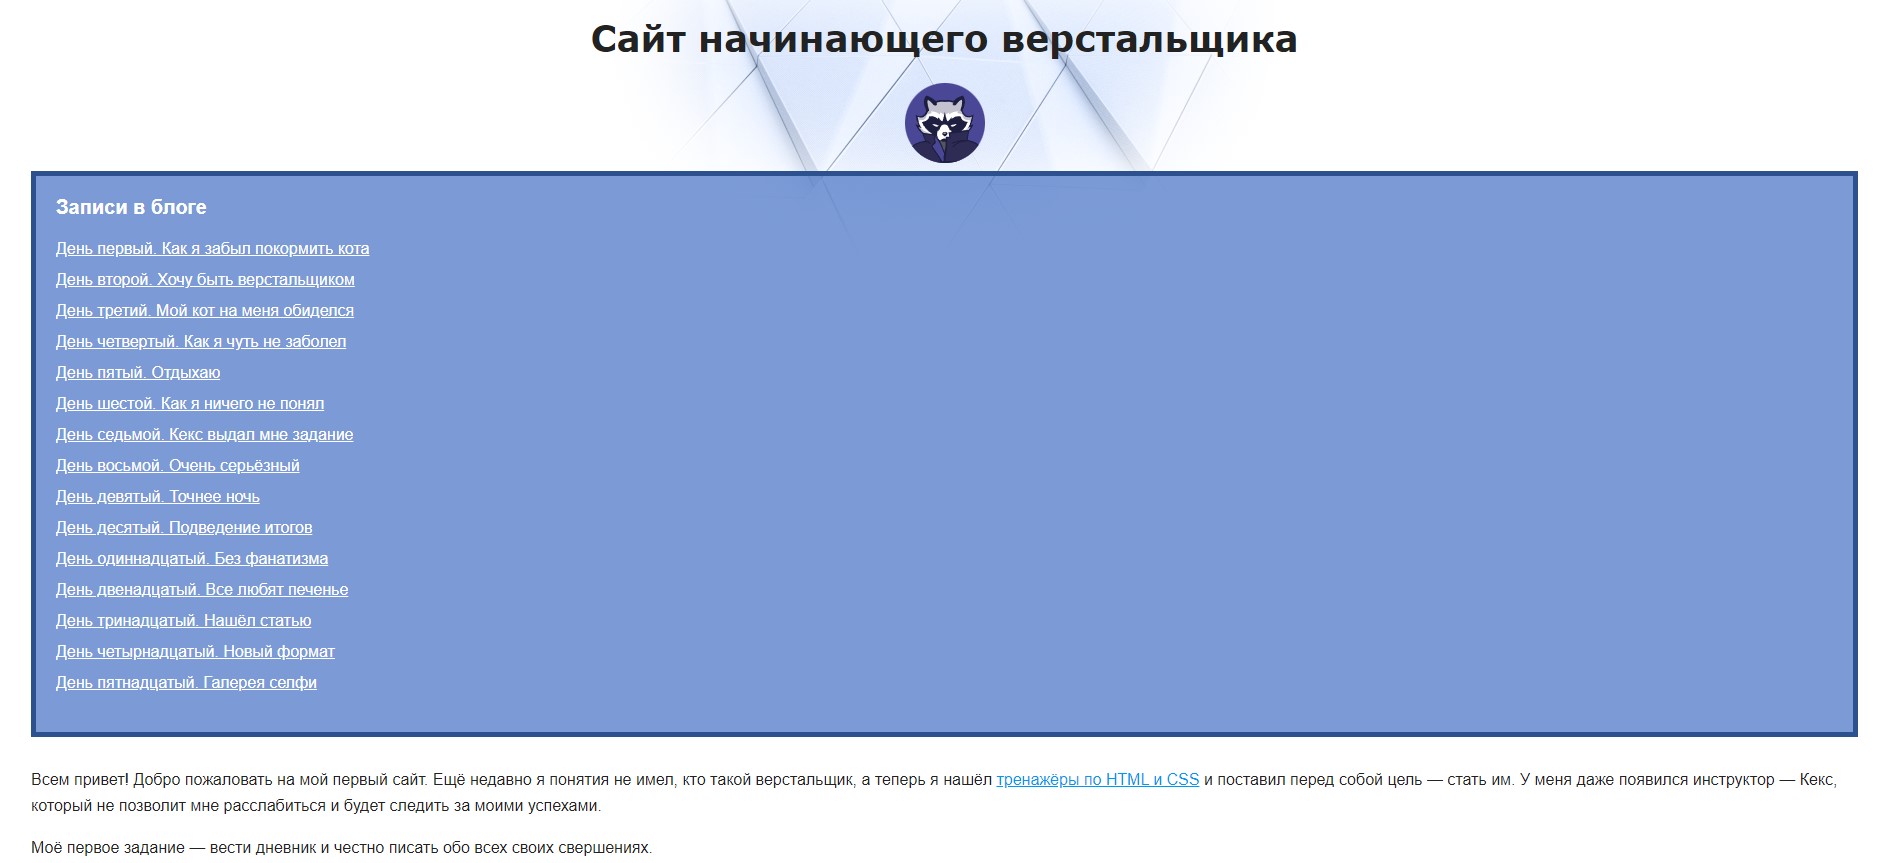 Сайт начинающего верстальщика
Записи в блоге
День первый. Как я забыл покормить кота
День второй. Хочу быть верстальщиком
День третий. Мой кот на меня обиделся
День четвертый. Как я чуть не заболел
День пятый. Отдыхаю
День шестой. Как я ничего не понял
День седьмой. Кекс выдал мне задание
День восьмой. Очень серьёзный
День девятый. Точнее ночь
День десятый. Подведение итогов
День одиннадцатый. Без фанатизма
День двенадцатый. Все любят печенье
День тринадцатый. Нашёл статью
День четырнадцатый. Новый формат
День пятнадцатый. Галерея селфи
Всем привет! Добро пожаловать на мой первый сайт. Ещё недавно я понятия не имел, кто такой верстальщик, а теперь я нашёл тренажёры по HTML и CSS и поставил перед собой цель — стать им. У меня даже появился инструктор — Кекс,
который не позволит мне расслабиться и будет следить за моими успехами.
Моё первое задание — вести дневник и честно писать обо всех своих свершениях.